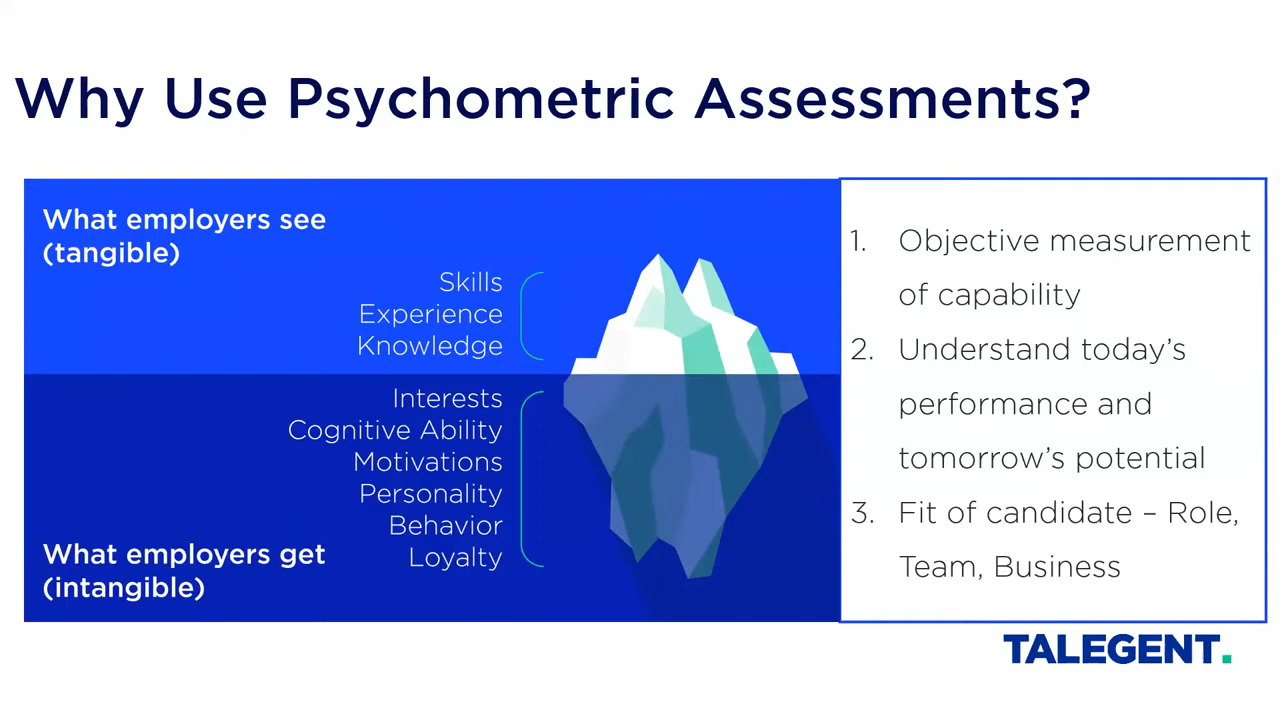 Why Use Psychometric Assessments?
What employers see
(tangible)
Skills
Experience
Knowledge
Interests
Cognitive Ability
Motivations
Personality
Behavior
Loyalty
What employers get
(intangible)
1. Objective measurement
of capability
2. Understand today’s
performance and
tomorrow’s potential
3. Fit of candidate – Role,
Team, Business
TALEGENT.